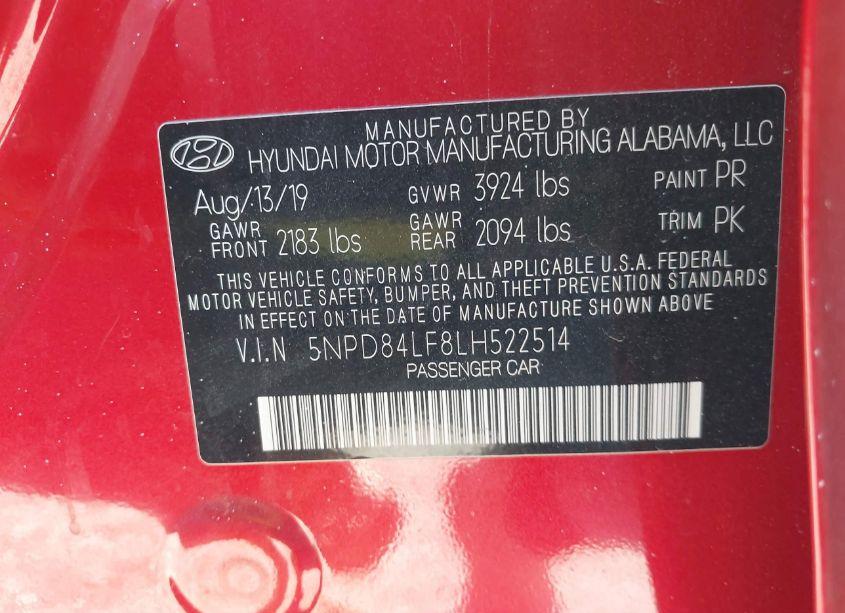 MANUFACTURED BY
HYUNDAI MOTOR MANUFACTURING ALABAMA, LLC
Aug/13/19 GVWR 3924 lbs PAINT PR
GAWR FRONT 2183 lbs GAWR REAR 2094 lbs TRIM PK
THIS VEHICLE CONFORMS TO ALL APPLICABLE U.S.A. FEDERAL
MOTOR VEHICLE SAFETY, BUMPER, AND THEFT PREVENTION STANDARDS
IN EFFECT ON THE DATE OF MANUFACTURE SHOWN ABOVE
V.I.N 5NPD84LF8LH522514
PASSENGER CAR